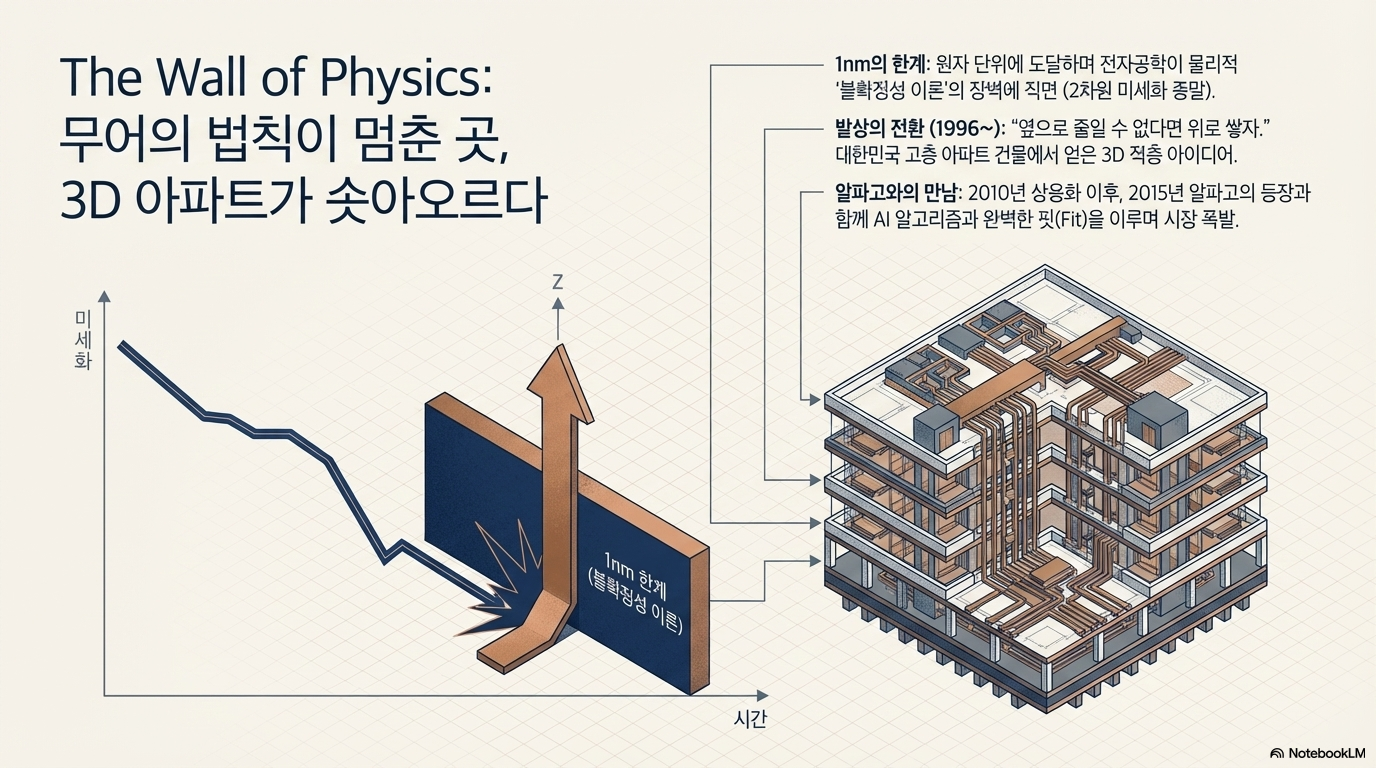 The Wall of Physics:
무어의 법칙이 멈춘 곳,
3D 아파트가 솟아오르다
1nm의 한계: 원자 단위에 도달하며 전자공학이 물리적
'불확정성 이론'의 장벽에 직면 (2차원 미세화 종말).
발상의 전환 (1996~): “옆으로 줄일 수 없다면 위로 쌓자.”
대한민국 고층 아파트 건물에서 얻은 3D 적층 아이디어.
알파고와의 만남: 2010년 상용화 이후, 2015년 알파고의 등장과
함께 AI 알고리즘과 완벽한 핏(Fit)을 이루며 시장 폭발.
미세화
Z
1nm 한계
(불확정성 이론)
시간
NotebookLM